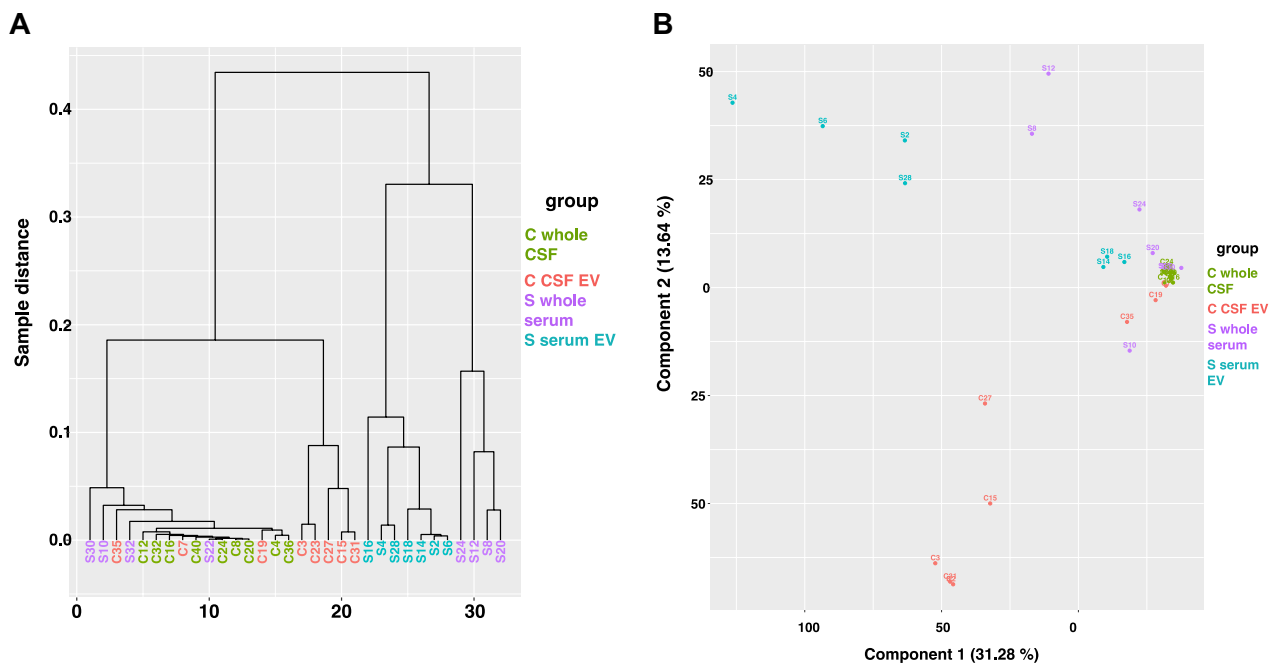 A
Sample distance
0.4
0.3
0.2
0.1
0.0
S30 S10 C35 S32 C12 C32 C16 C7 C40 S22 C24 C8 C20 C19 C4 C36 C3 C23 C27 C15 C31 S16 S4 S28 S18 S14 S2 S6 S24 S12 S8 S20
0 10 20 30
group
C whole
CSF
C CSF EV
S whole
serum
S serum EV
B
Component 2 (13.64 %)
50
25
0
25
50
S12
S4
S6
S8
S2
S28
S24
S20
S18
S14
S16
C24
C19
C35
S10
C27
C15
C3
100 50 0
Component 1 (31.28 %)
group
C whole
CSF
C CSF EV
S whole
serum
S serum
EV